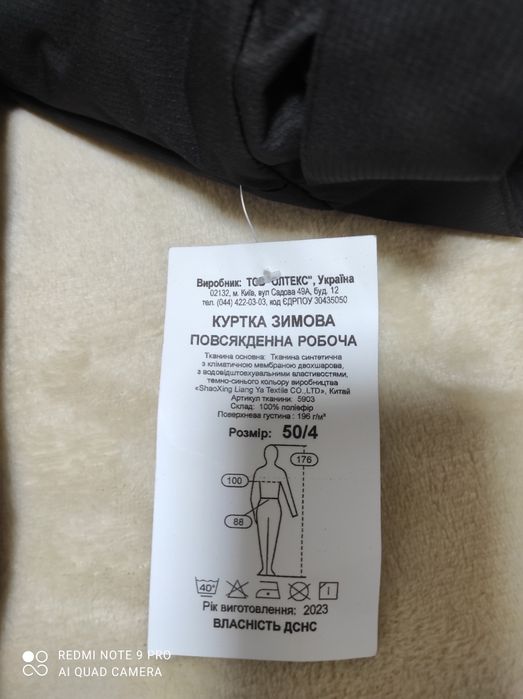 Виробник: ТОВ "ОЛТЕКС", Україна
02132, м. Київ, вул Садова 49А, буд. 12
тел. (044) 422-03-03, код ЄДРПОУ 30435050
КУРТКА ЗИМОВА
ПОВСЯКДЕННА РОБОЧА
Тканина основна: Тканина синтетична
з кліматичною мембраною двохшарова,
з водовідштовхувальними властивостями,
темно-синього кольору виробництва
«ShaoXing Liang Ya Textile CO.,LTD», Китай
Артикул тканини: 5903
Склад: 100% поліефір
Поверхнева густина : 196 г/м²
Розмір: 50/4
176
100
88
40°
Рік виготовлення: 2023
ВЛАСНІСТЬ ДСНС
REDMI NOTE 9 PRO
AI QUAD CAMERA